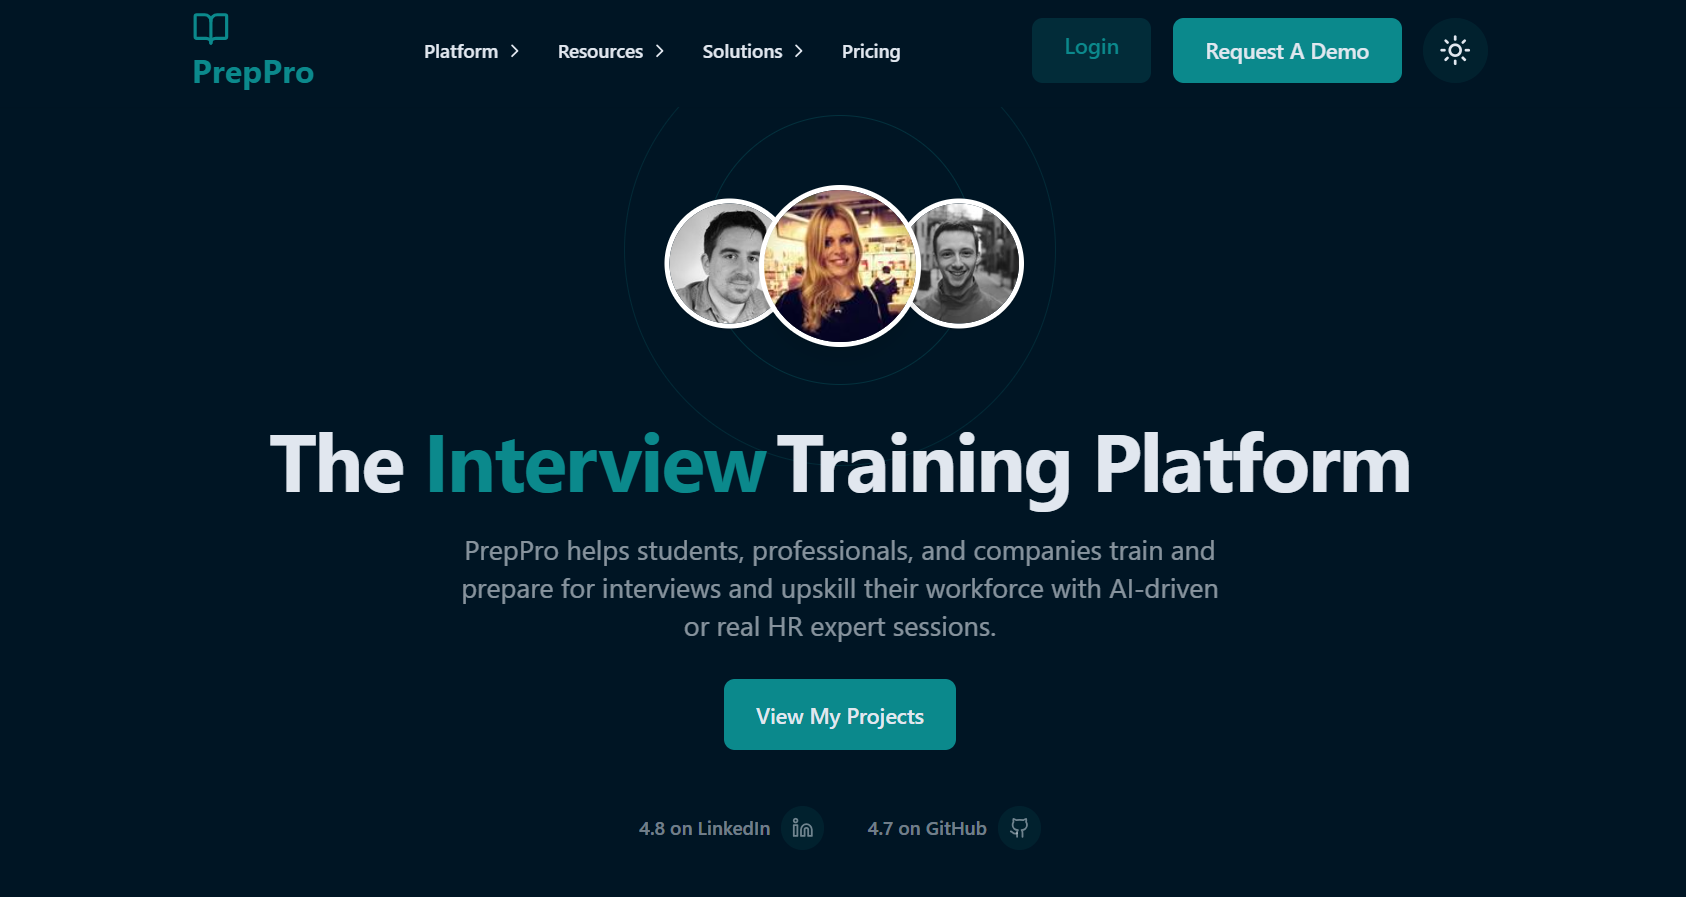 PrepPro
Platform
Resources
Solutions
Pricing
Login
Request A Demo
The Interview Training Platform
PrepPro helps students, professionals, and companies train and
prepare for interviews and upskill their workforce with AI-driven
or real HR expert sessions.
View My Projects
4.8 on LinkedIn
4.7 on GitHub